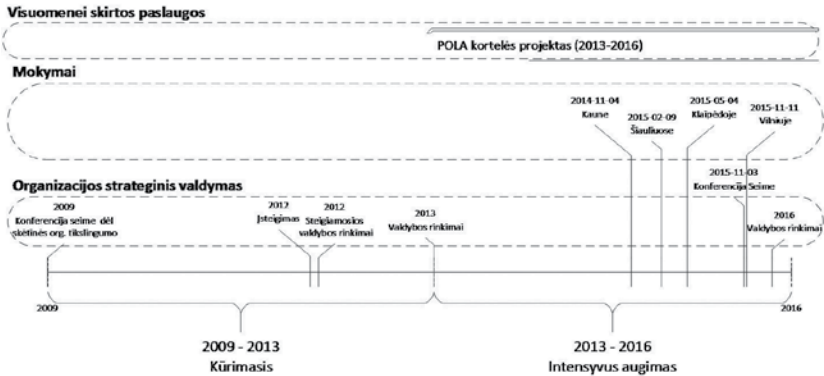 Visuomenei skirtos paslaugos
POLA kortelės projektas (2013-2016)
Mokymai
2014-11-04
Kaune
2015-02-09
Šiauliuose
2015-05-04
Klaipėdoje
2015-11-11
Vilniuje
2015-11-03
Konferencija Seime
Organizacijos strateginis valdymas
2009
Konferencija seime dėl
skėtinės org. tikslingumo
2012
Įsteigimas
2012
Steigiamosios
valdybos rinkimai
2013
Valdybos rinkimai
2016
Valdybos rinkimai
2009
2016
2009 - 2013
Kūrimasis
2013 - 2016
Intensyvus augimas